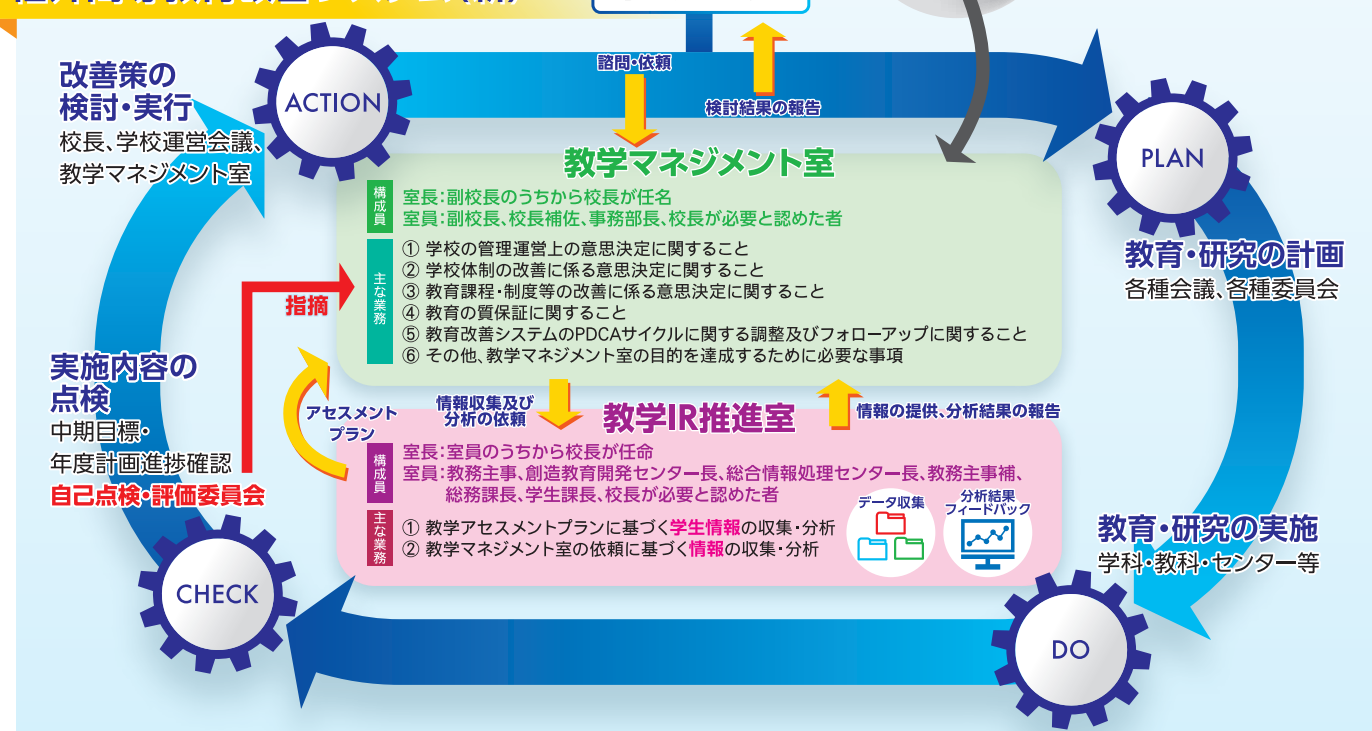 諮問・依頼
検討結果の報告
ACTION
改善策の
検討・実行
校長、学校運営会議、
教学マネジメント室
PLAN
教育・研究の計画
各種会議、各種委員会
教学マネジメント室
構成員
室長：副校長のうちから校長が任名
室員：副校長、校長補佐、事務部長、校長が必要と認めた者
主な業務
① 学校の管理運営上の意思決定に関すること
② 学校体制の改善に係る意思決定に関すること
③ 教育課程・制度等の改善に係る意思決定に関すること
④ 教育の質保証に関すること
⑤ 教育改善システムのPDCAサイクルに関する調整及びフォローアップに関すること
⑥ その他、教学マネジメント室の目的を達成するために必要な事項
指摘
実施内容の
点検
中期目標・
年度計画進捗確認
自己点検・評価委員会
アセスメント
プラン
情報収集及び
分析の依頼
情報の提供、分析結果の報告
教学IR推進室
構成員
室長：室員のうちから校長が任命
室員：教務主事、創造教育開発センター長、総合情報処理センター長、教務主事補、
総務課長、学生課長、校長が必要と認めた者
主な業務
① 教学アセスメントプランに基づく学生情報の収集・分析
② 教学マネジメント室の依頼に基づく情報の収集・分析
データ収集
分析結果
フィードバック
教育・研究の実施
学科・教科・センター等
CHECK
DO